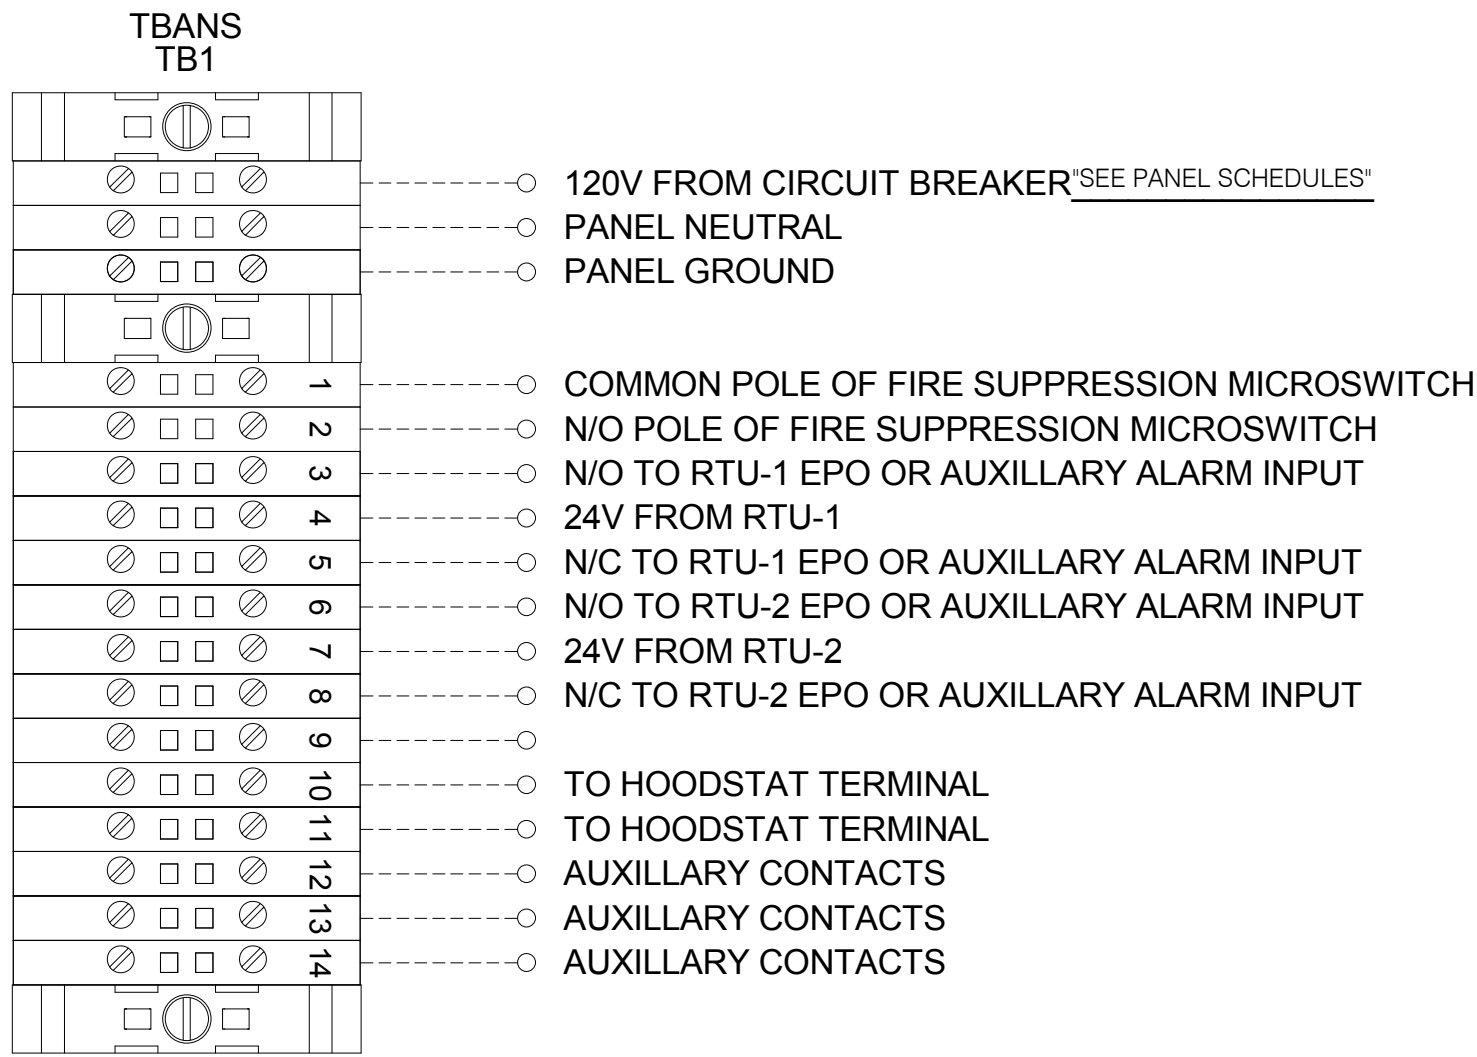 TBANS
TB1
120V FROM CIRCUIT BREAKER "SEE PANEL SCHEDULES"
PANEL NEUTRAL
PANEL GROUND
1 COMMON POLE OF FIRE SUPPRESSION MICROSWITCH
2 N/O POLE OF FIRE SUPPRESSION MICROSWITCH
3 N/O TO RTU-1 EPO OR AUXILLARY ALARM INPUT
4 24V FROM RTU-1
5 N/C TO RTU-1 EPO OR AUXILLARY ALARM INPUT
6 N/O TO RTU-2 EPO OR AUXILLARY ALARM INPUT
7 24V FROM RTU-2
8 N/C TO RTU-2 EPO OR AUXILLARY ALARM INPUT
9
10 TO HOODSTAT TERMINAL
11 TO HOODSTAT TERMINAL
12 AUXILLARY CONTACTS
13 AUXILLARY CONTACTS
14 AUXILLARY CONTACTS